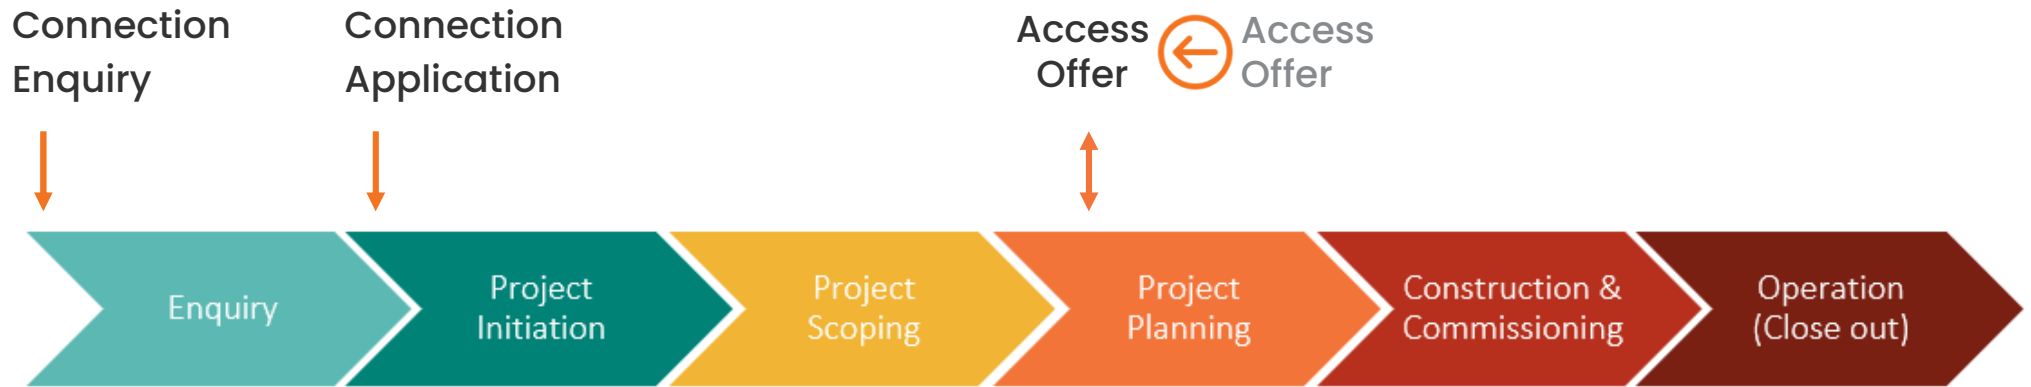 Connection
Enquiry
Connection
Application
Access
Offer
Access
Offer
Enquiry
Project
Initiation
Project
Scoping
Project
Planning
Construction &
Commissioning
Operation
(Close out)